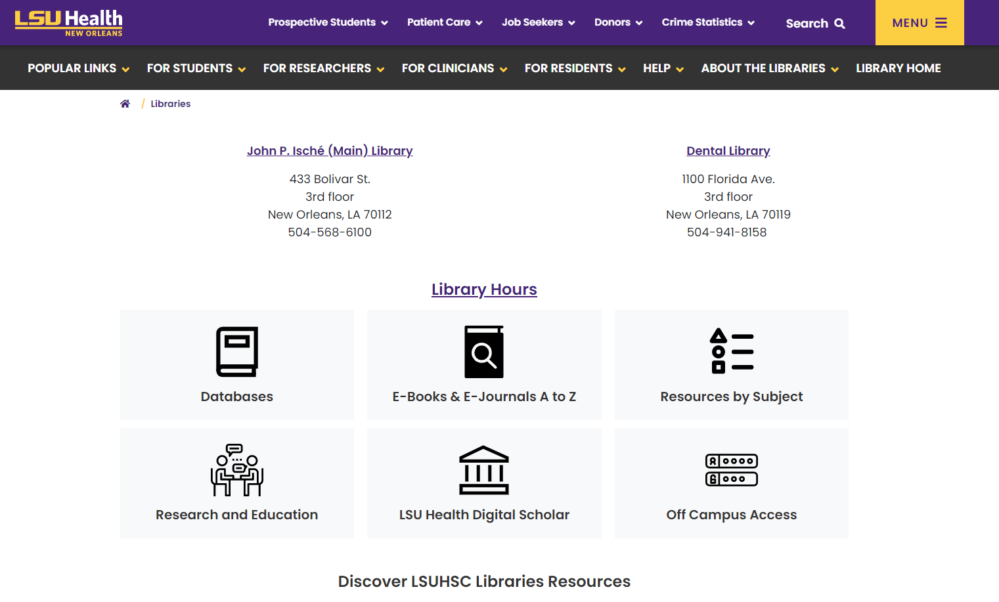 LSU Health
NEW ORLEANS
Prospective Students
Patient Care
Job Seekers
Donors
Crime Statistics
Search
MENU
POPULAR LINKS
FOR STUDENTS
FOR RESEARCHERS
FOR CLINICIANS
FOR RESIDENTS
HELP
ABOUT THE LIBRARIES
LIBRARY HOME
/ Libraries
John P. Isché (Main) Library
433 Bolivar St.
3rd floor
New Orleans, LA 70112
504-568-6100
Dental Library
1100 Florida Ave.
3rd floor
New Orleans, LA 70119
504-941-8158
Library Hours
Databases
E-Books & E-Journals A to Z
Resources by Subject
Research and Education
LSU Health Digital Scholar
Off Campus Access
Discover LSUHSC Libraries Resources